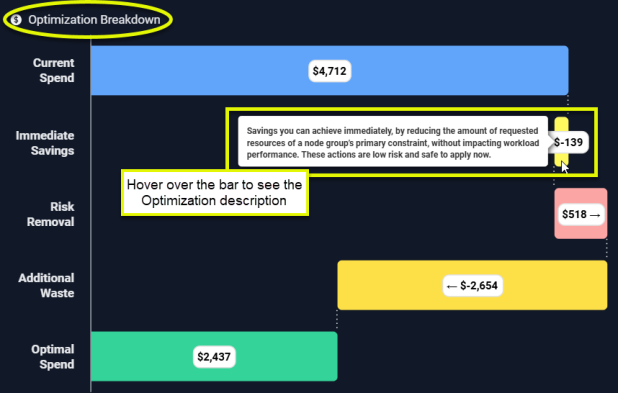 Optimization Breakdown
Current
Spend
$4,712
Savings you can achieve immediately, by reducing the amount of requested
resources of a node group's primary constraint, without impacting workload
performance. These actions are low risk and safe to apply now.
Immediate
Savings
$-139
Hover over the bar to see the
Optimization description
Risk
Removal
$518 →
Additional
Waste
← $-2,654
Optimal
Spend
$2,437